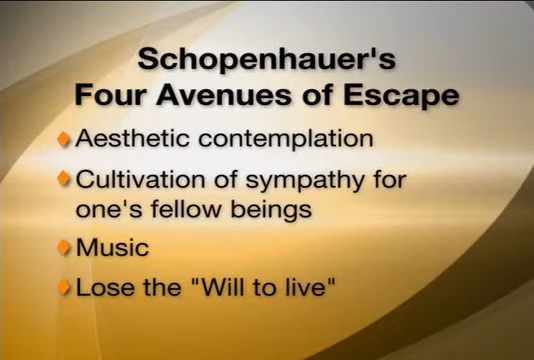 Schopenhauer's
Four Avenues of Escape
Aesthetic contemplation
Cultivation of sympathy for
one's fellow beings
Music
Lose the "Will to live"